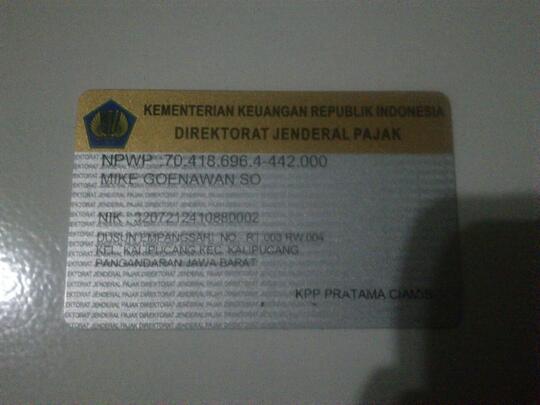 KEMENTERIAN KEUANGAN REPUBLIK INDONESIA
DIREKTORAT JENDERAL PAJAK
NPWP : 70.418.696.4-442.000
MIKE GOENAWAN SO
NIK : 3207212410880002
DUSUN EMPANGSARI, NO - RT.003 RW.004
KEL. KALIPUCANG KEC. KALIPUCANG
PANGANDARAN JAWA BARAT
KPP PRATAMA